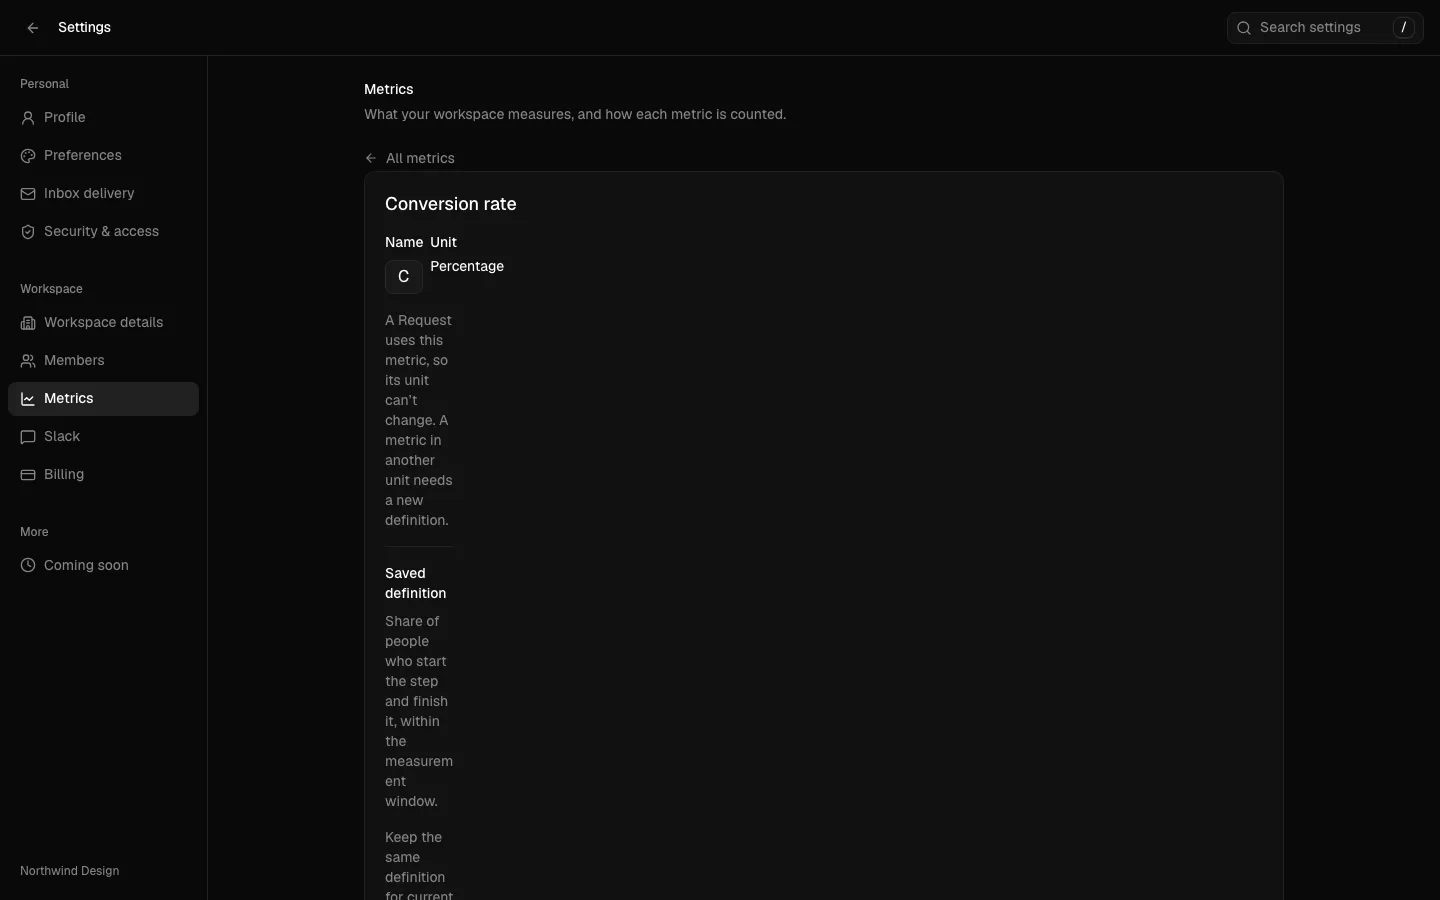 Settings
Search settings
/
Personal
Profile
Preferences
Inbox delivery
Security & access
Workspace
Workspace details
Members
Metrics
Slack
Billing
More
Coming soon
Northwind Design
Metrics
What your workspace measures, and how each metric is counted.
All metrics
Conversion rate
Name Unit
C Percentage
A Request
uses this
metric, so
its unit
can’t
change. A
metric in
another
unit needs
a new
definition.
Saved
definition
Share of
people
who start
the step
and finish
it, within
the
measurem
ent
window.
Keep the
same
definition
for current